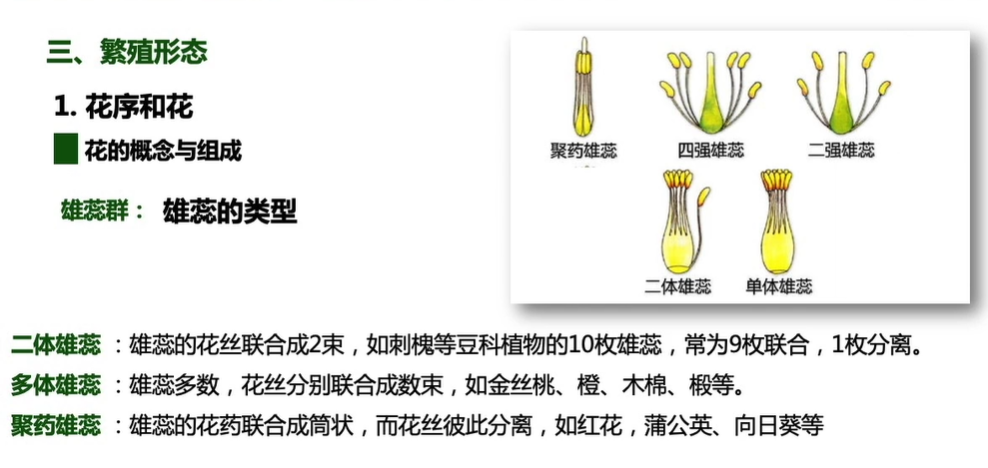 三、繁殖形态
1. 花序和花
花的概念与组成
雄蕊群： 雄蕊的类型
聚药雄蕊 四强雄蕊 二强雄蕊
二体雄蕊 单体雄蕊
二体雄蕊 ：雄蕊的花丝联合成2束，如刺槐等豆科植物的10枚雄蕊，常为9枚联合，1枚分离。
多体雄蕊 ：雄蕊多数，花丝分别联合成数束，如金丝桃、橙、木棉、椴等。
聚药雄蕊 ：雄蕊的花药联合成筒状，而花丝彼此分离，如红花，蒲公英、向日葵等